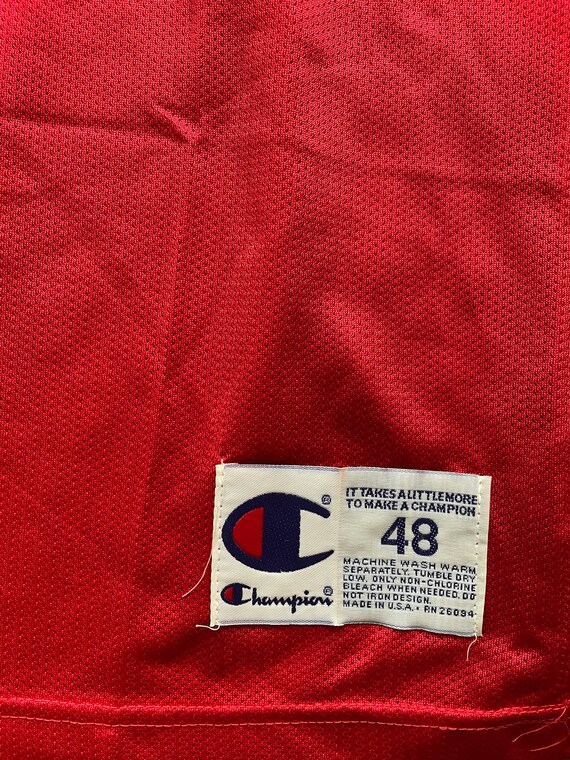 ®
Champion®
IT TAKES A LITTLE MORE
TO MAKE A CHAMPION
48
MACHINE WASH WARM
SEPARATELY. TUMBLE DRY
LOW. ONLY NON-CHLORINE
BLEACH WHEN NEEDED. DO
NOT IRON DESIGN.
MADE IN U.S.A. • RN 26094